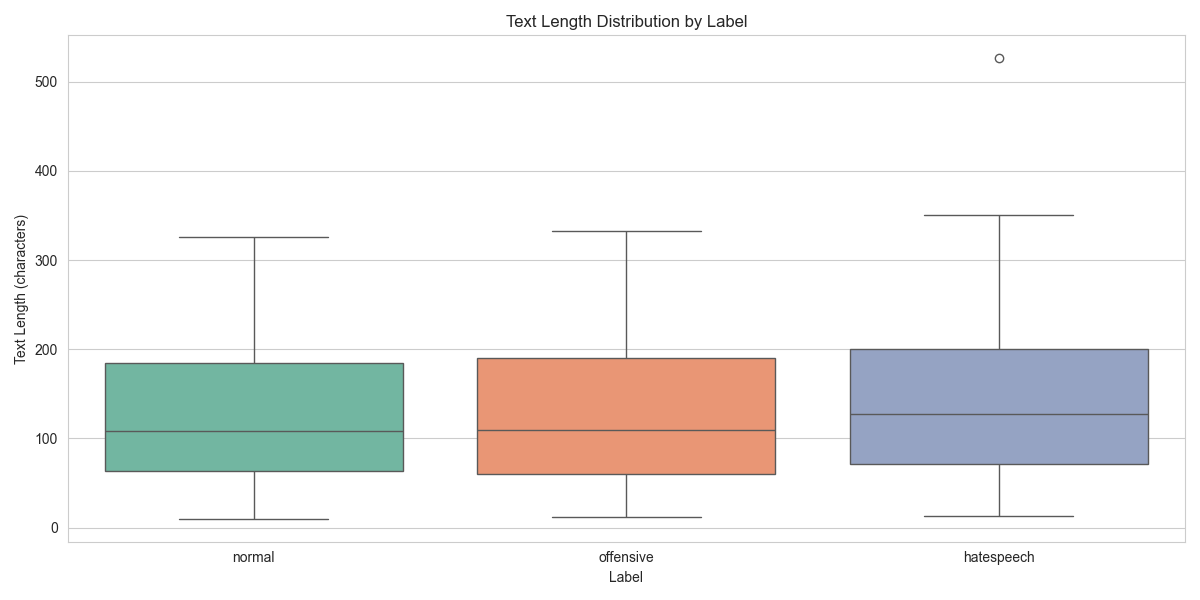 Text Length Distribution by Label
Text Length (characters)
500
400
300
200
100
0
normal offensive hatespeech
Label